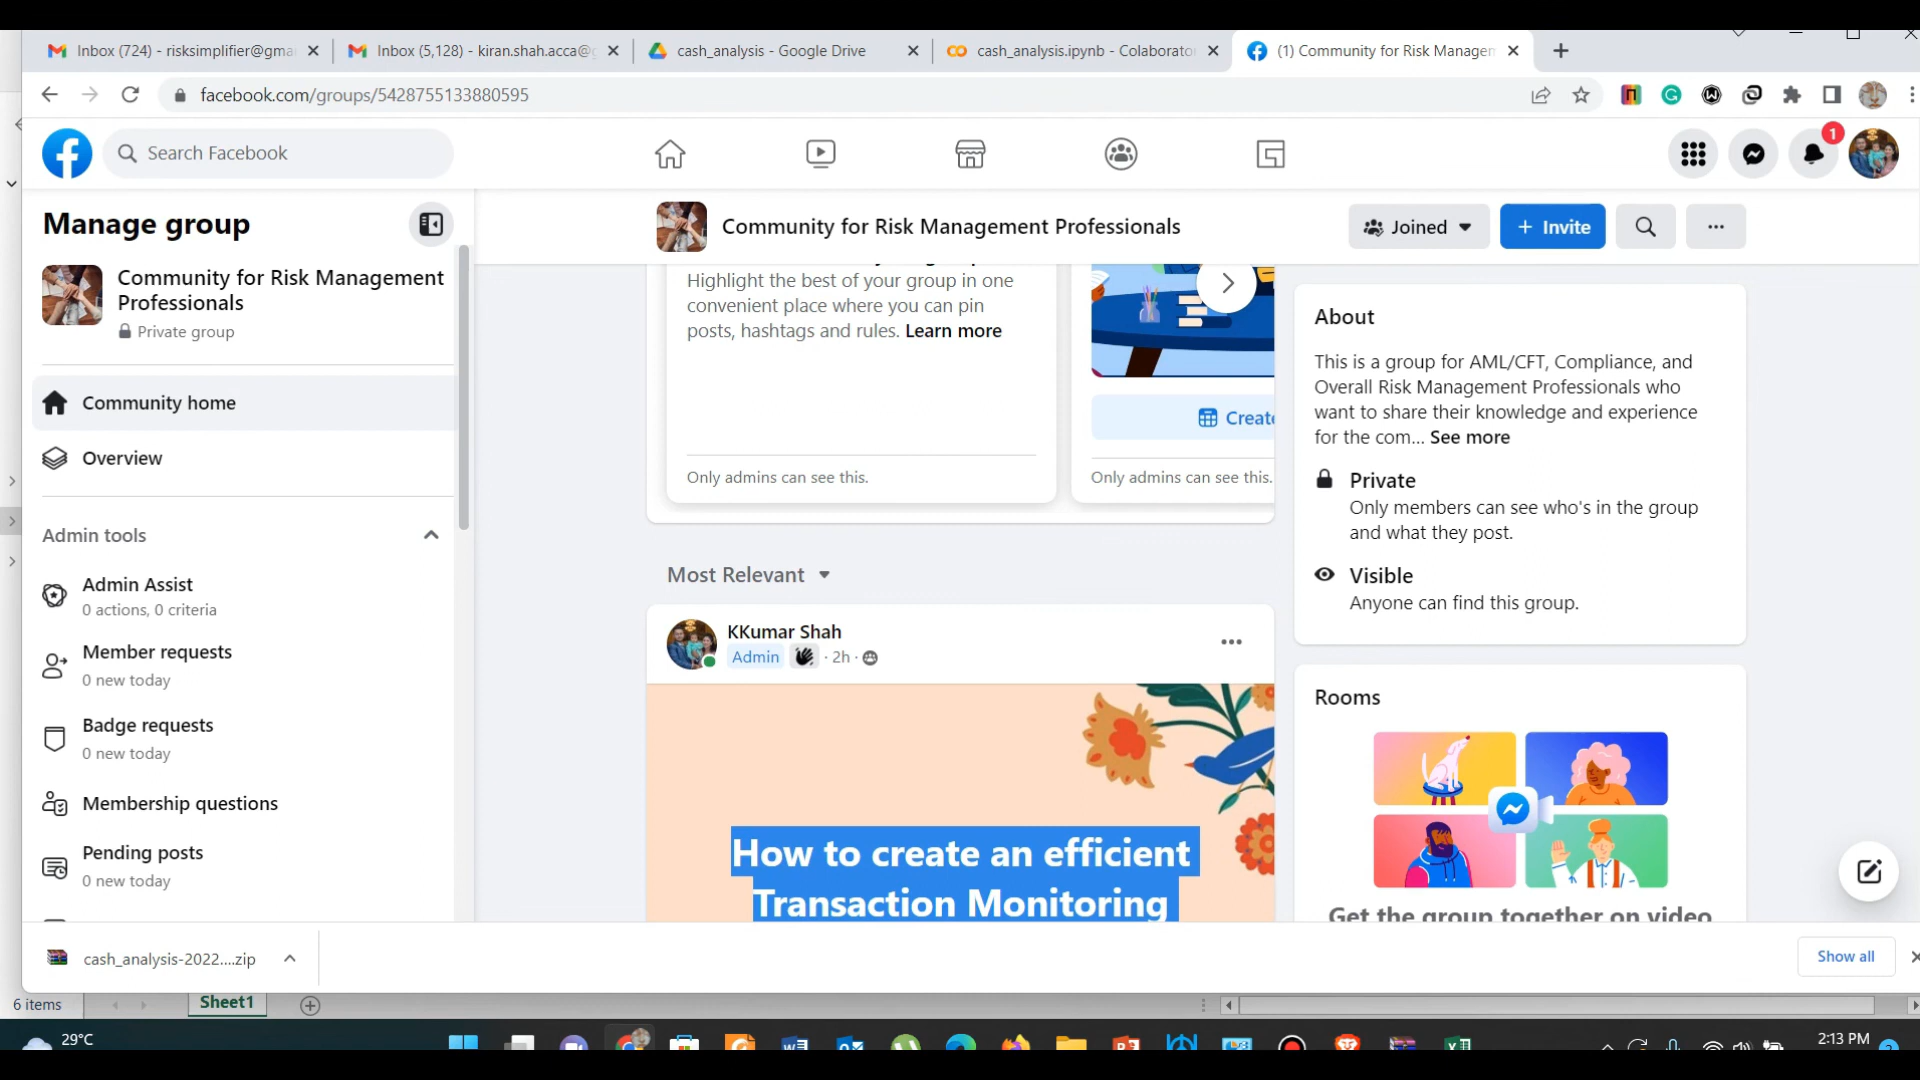 Inbox (724) - risksimplifier@gma
Inbox (5,128) - kiran.shah.acca@g
cash_analysis - Google Drive
cash_analysis.ipynb - Colaborato
(1) Community for Risk Managem
facebook.com/groups/5428755133880595
Search Facebook
1
Manage group
Community for Risk Management Professionals
Joined
+ Invite
Community for Risk Management
Professionals
Private group
Community home
Overview
Admin tools
Admin Assist
0 actions, 0 criteria
Member requests
0 new today
Badge requests
0 new today
Membership questions
Pending posts
0 new today
Highlight the best of your group in one
convenient place where you can pin
posts, hashtags and rules. Learn more
Only admins can see this.
Create
Only admins can see this.
Most Relevant
KKumar Shah
Admin · 2h ·
How to create an efficient
Transaction Monitoring
About
This is a group for AML/CFT, Compliance, and
Overall Risk Management Professionals who
want to share their knowledge and experience
for the com... See more
Private
Only members can see who's in the group
and what they post.
Visible
Anyone can find this group.
Rooms
Get the group together on video
cash_analysis-2022....zip
Show all
6 items
Sheet1
29°C
2:13 PM